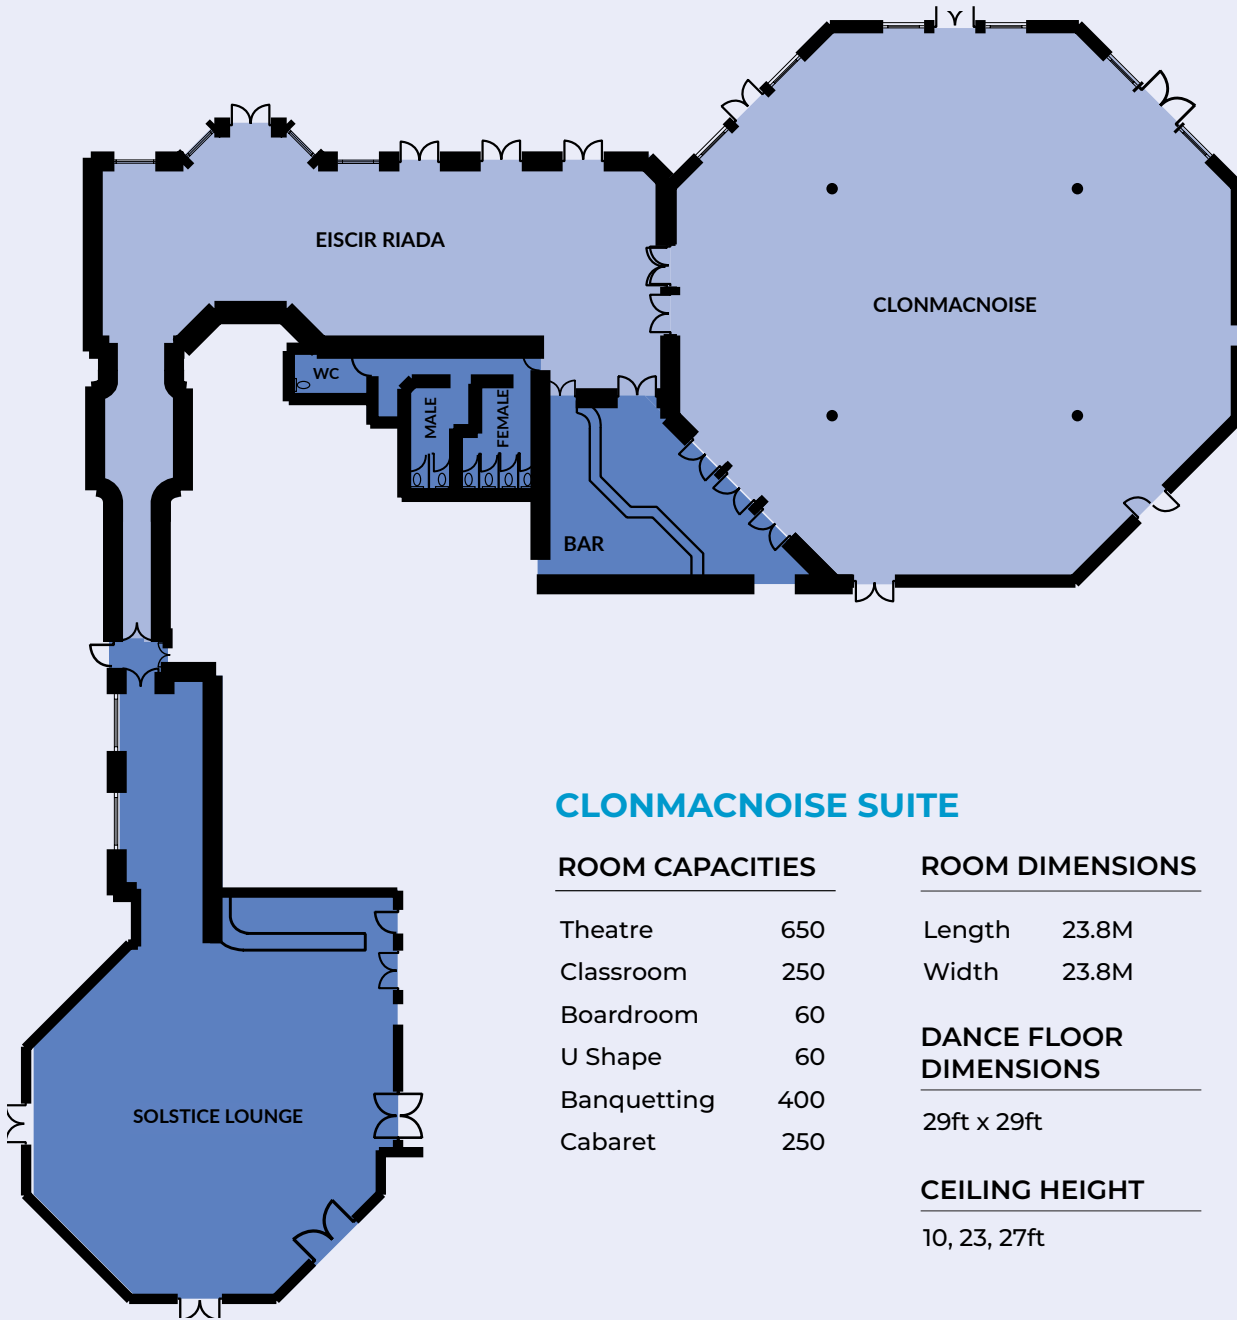 EISCIR RIADA
CLONMACNOISE
WC
MALE
FEMALE
BAR
SOLSTICE LOUNGE
CLONMACNOISE SUITE
ROOM CAPACITIES
Theatre 650
Classroom 250
Boardroom 60
U Shape 60
Banquetting 400
Cabaret 250
ROOM DIMENSIONS
Length 23.8M
Width 23.8M
DANCE FLOOR
DIMENSIONS
29ft x 29ft
CEILING HEIGHT
10, 23, 27ft